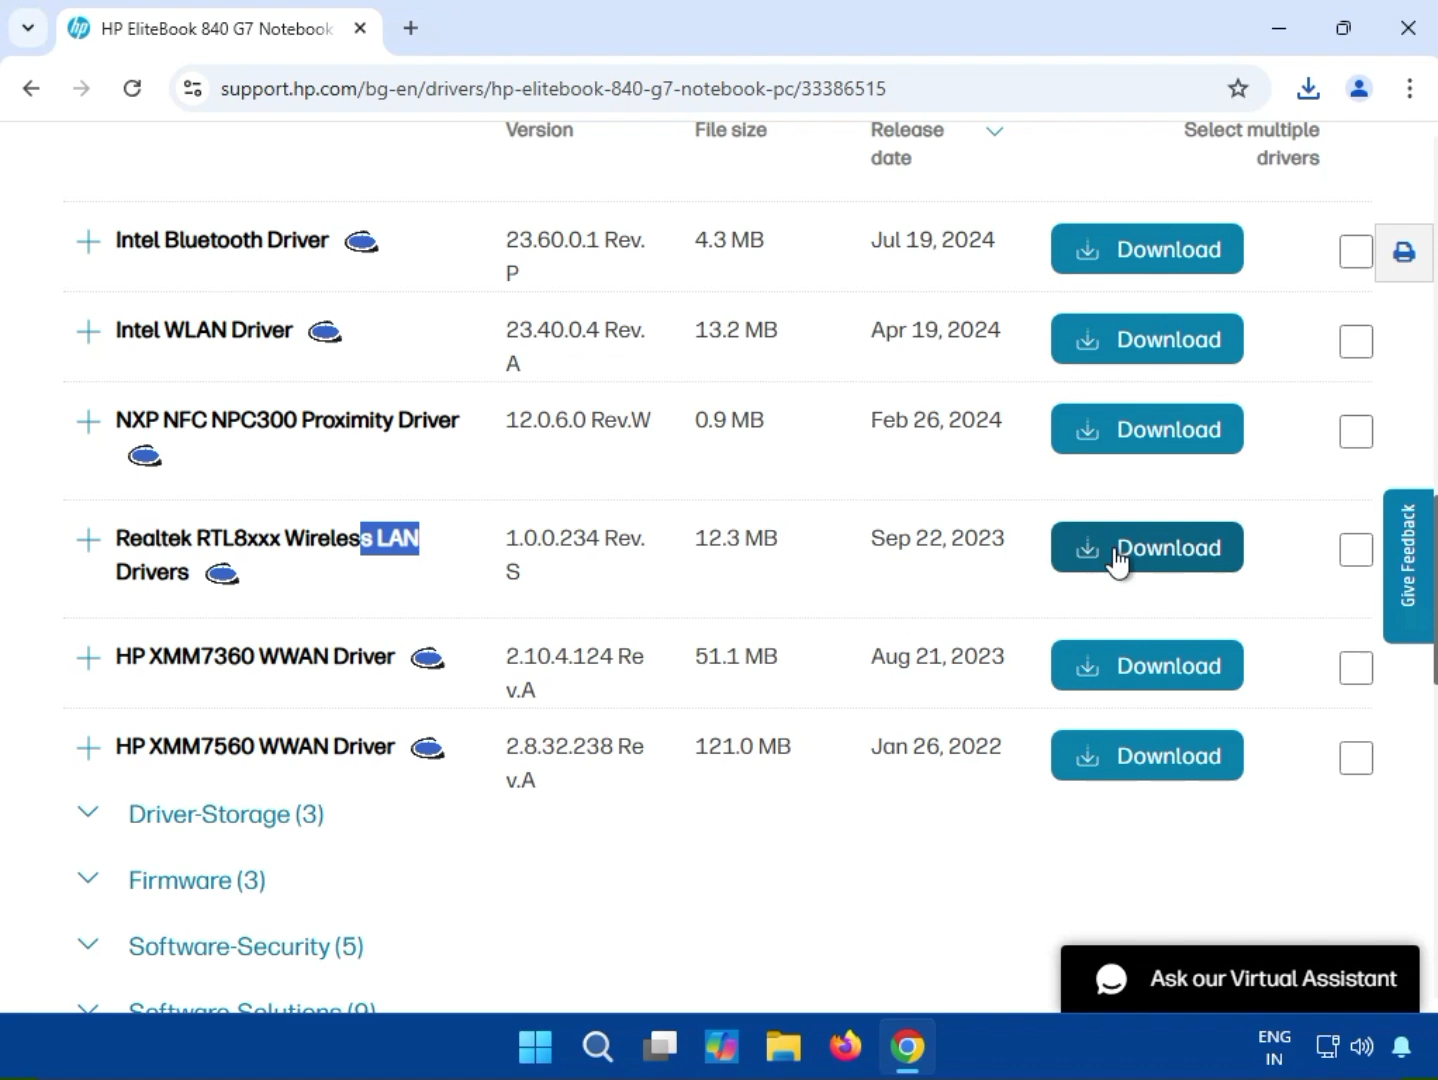 HP EliteBook 840 G7 Notebook
support.hp.com/bg-en/drivers/hp-elitebook-840-g7-notebook-pc/33386515
Version File size Release date Select multiple drivers
Intel Bluetooth Driver 23.60.0.1 Rev. 4.3 MB Jul 19, 2024 Download
P
Intel WLAN Driver 23.40.0.4 Rev. 13.2 MB Apr 19, 2024 Download
A
NXP NFC NPC300 Proximity Driver 12.0.6.0 Rev.W 0.9 MB Feb 26, 2024 Download
Realtek RTL8xxx Wireless LAN 1.0.0.234 Rev. 12.3 MB Sep 22, 2023 Download
Drivers S
Give Feedback
HP XMM7360 WWAN Driver 2.10.4.124 Re 51.1 MB Aug 21, 2023 Download
v.A
HP XMM7560 WWAN Driver 2.8.32.238 Re 121.0 MB Jan 26, 2022 Download
v.A
Driver-Storage (3)
Firmware (3)
Software-Security (5)
Ask our Virtual Assistant
Software-Solutions (9)
ENG
IN